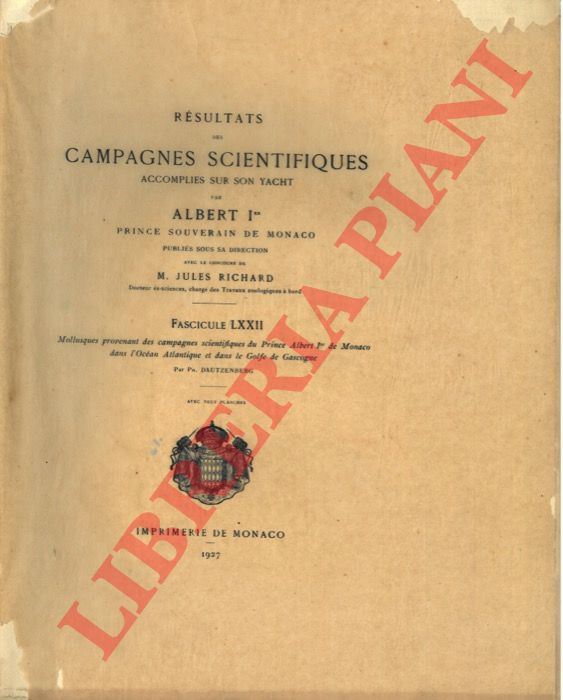 RÉSULTATS
DES
CAMPAGNES SCIENTIFIQUES
ACCOMPLIES SUR SON YACHT
PAR
ALBERT Ier
PRINCE SOUVERAIN DE MONACO
PUBLIÉS SOUS SA DIRECTION
AVEC LE CONCOURS DE
M. JULES RICHARD
Docteur ès-sciences, chargé des Travaux zoologiques à bord
FASCICULE LXXII
Mollusques provenant des campagnes scientifiques du Prince Albert Ier de Monaco
dans l'Océan Atlantique et dans le Golfe de Gascogne
Par PH. DAUTZENBERG
AVEC PLANCHES
IMPRIMERIE DE MONACO
1927
LIBRERIA PIANI